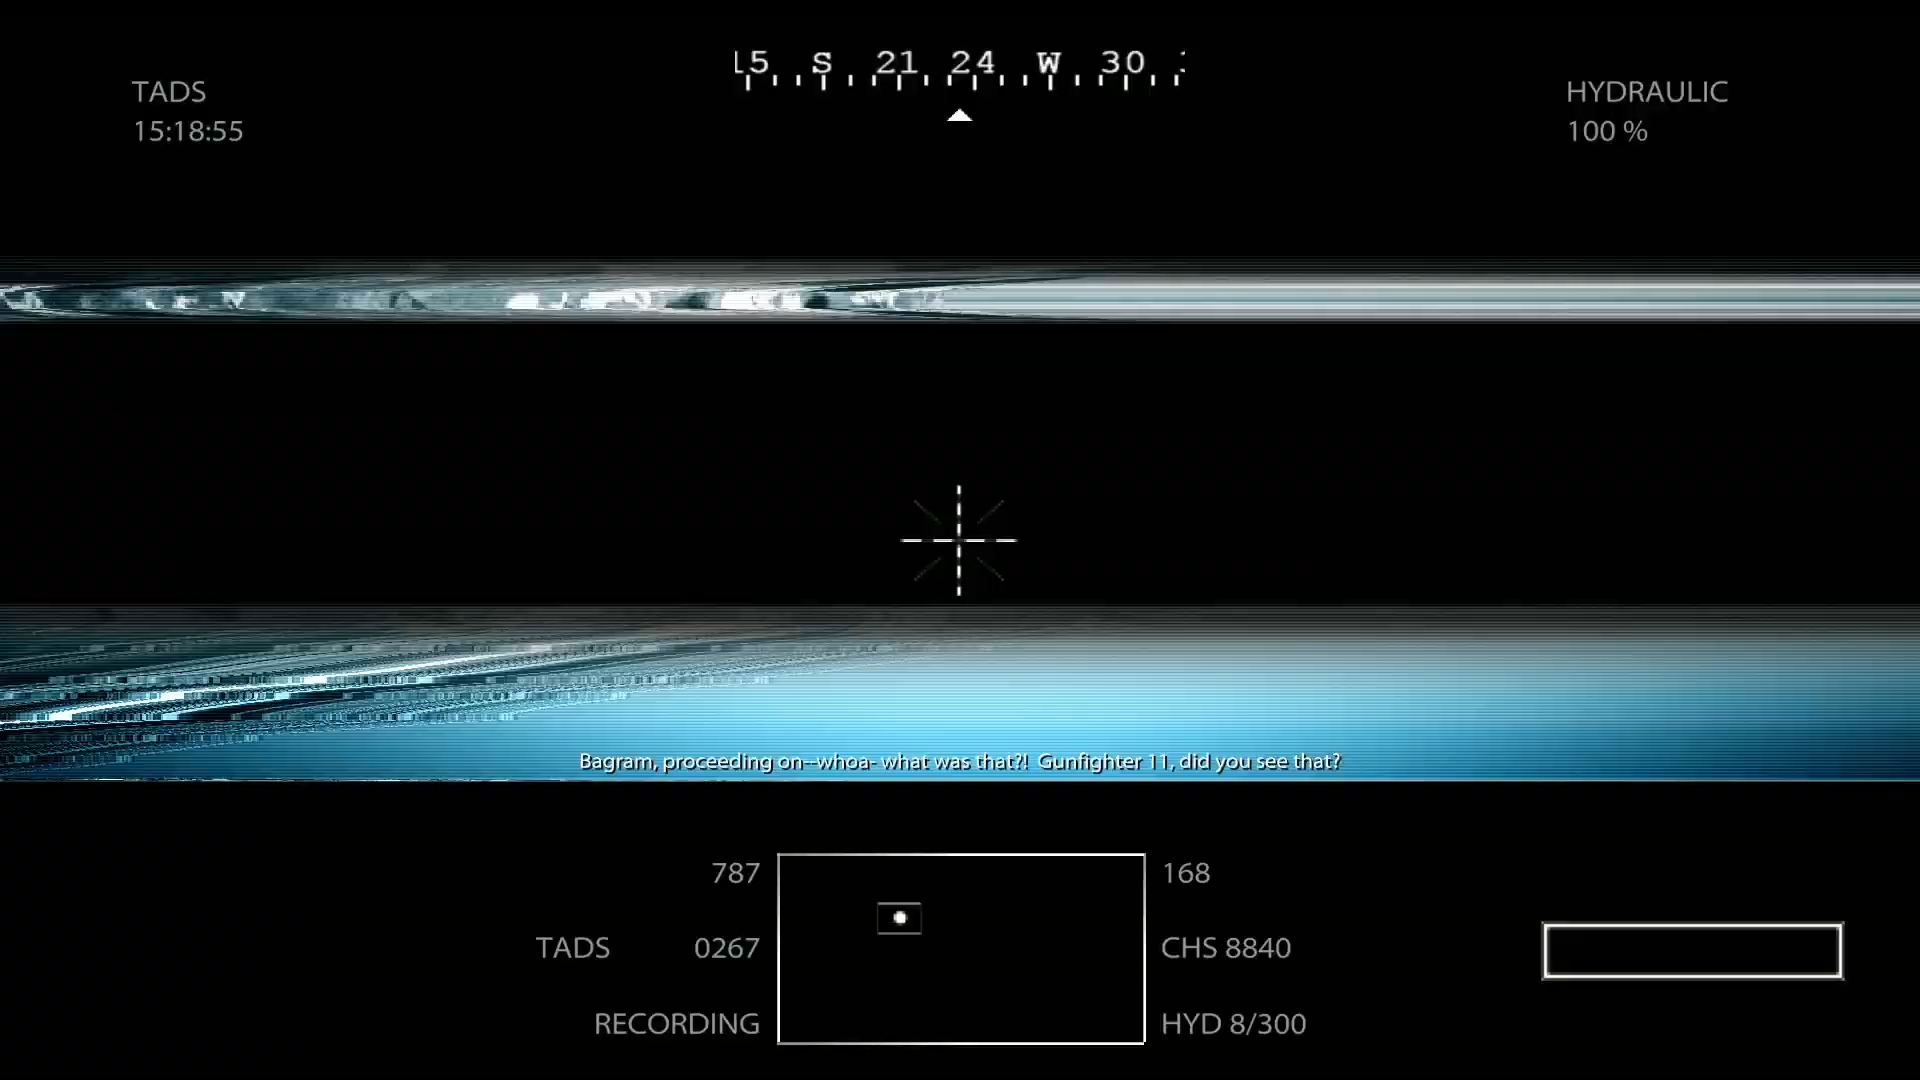 15 S 21 24 W 30
TADS
15:18:55
HYDRAULIC
100 %
Bagram, proceeding on--whoa- what was that?! Gunfighter 11, did you see that?
787
168
TADS 0267
CHS 8840
RECORDING
HYD 8/300